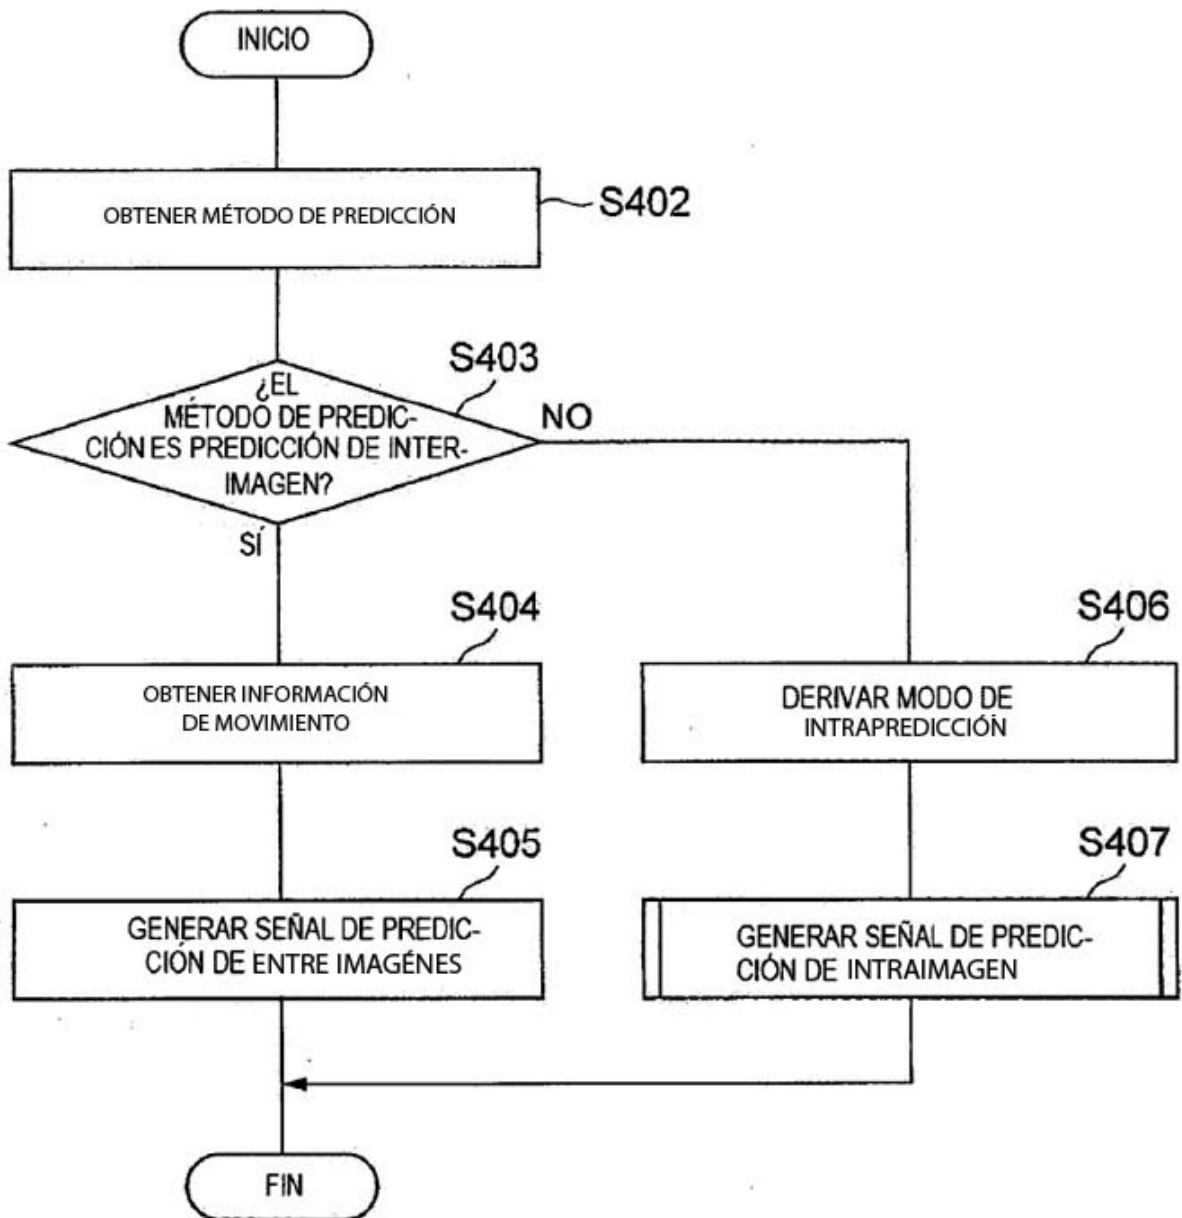 INICIO
OBTENER MÉTODO DE PREDICCIÓN
S402
S403
¿EL
MÉTODO DE PREDIC-
CIÓN ES PREDICCIÓN DE INTER-
IMAGEN?
NO
SÍ
S404
OBTENER INFORMACIÓN
DE MOVIMIENTO
S406
DERIVAR MODO DE
INTRAPREDICCIÓN
S405
GENERAR SEÑAL DE PREDIC-
CIÓN DE ENTRE IMAGÉNES
S407
GENERAR SEÑAL DE PREDIC-
CIÓN DE INTRAIMAGEN
FIN